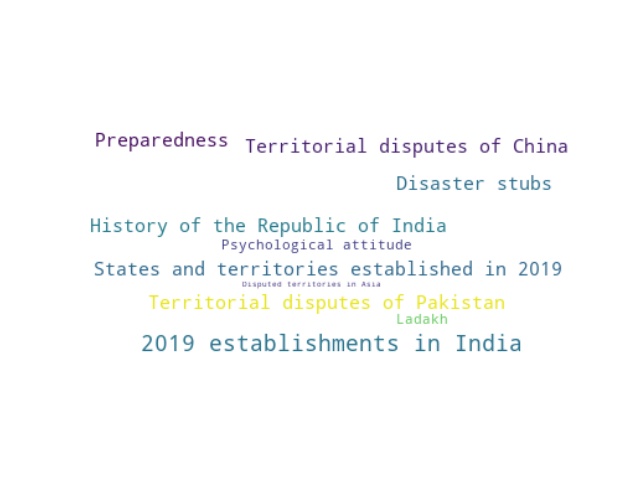 Preparedness
Territorial disputes of China
Disaster stubs
History of the Republic of India
Psychological attitude
States and territories established in 2019
Disputed territories in Asia
Territorial disputes of Pakistan
Ladakh
2019 establishments in India